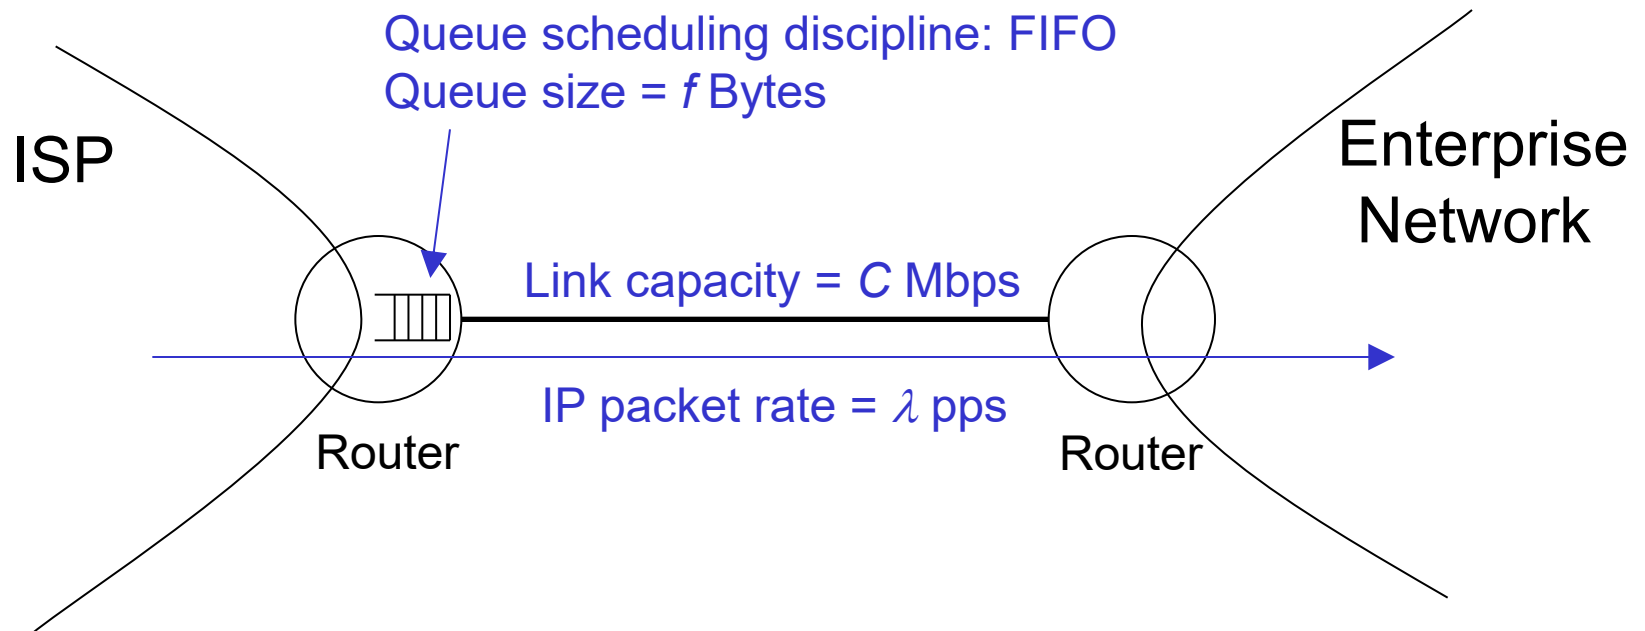 Queue scheduling discipline: FIFO
Queue size = f Bytes
ISP
Enterprise
Network
Link capacity = C Mbps
IP packet rate = λ pps
Router
Router